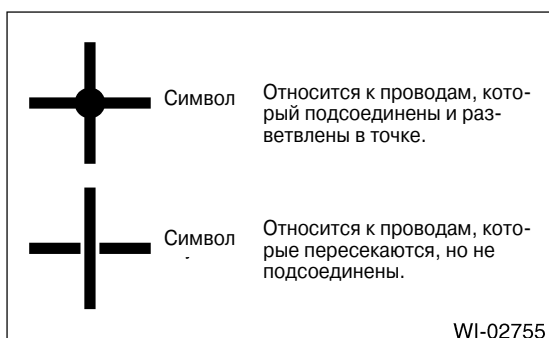 Символ
Относится к проводам, кото-
рый подсоединены и раз-
ветвлены в точке.
Символ
Относится к проводам, кото-
рые пересекаются, но не
подсоединены.
WI-02755